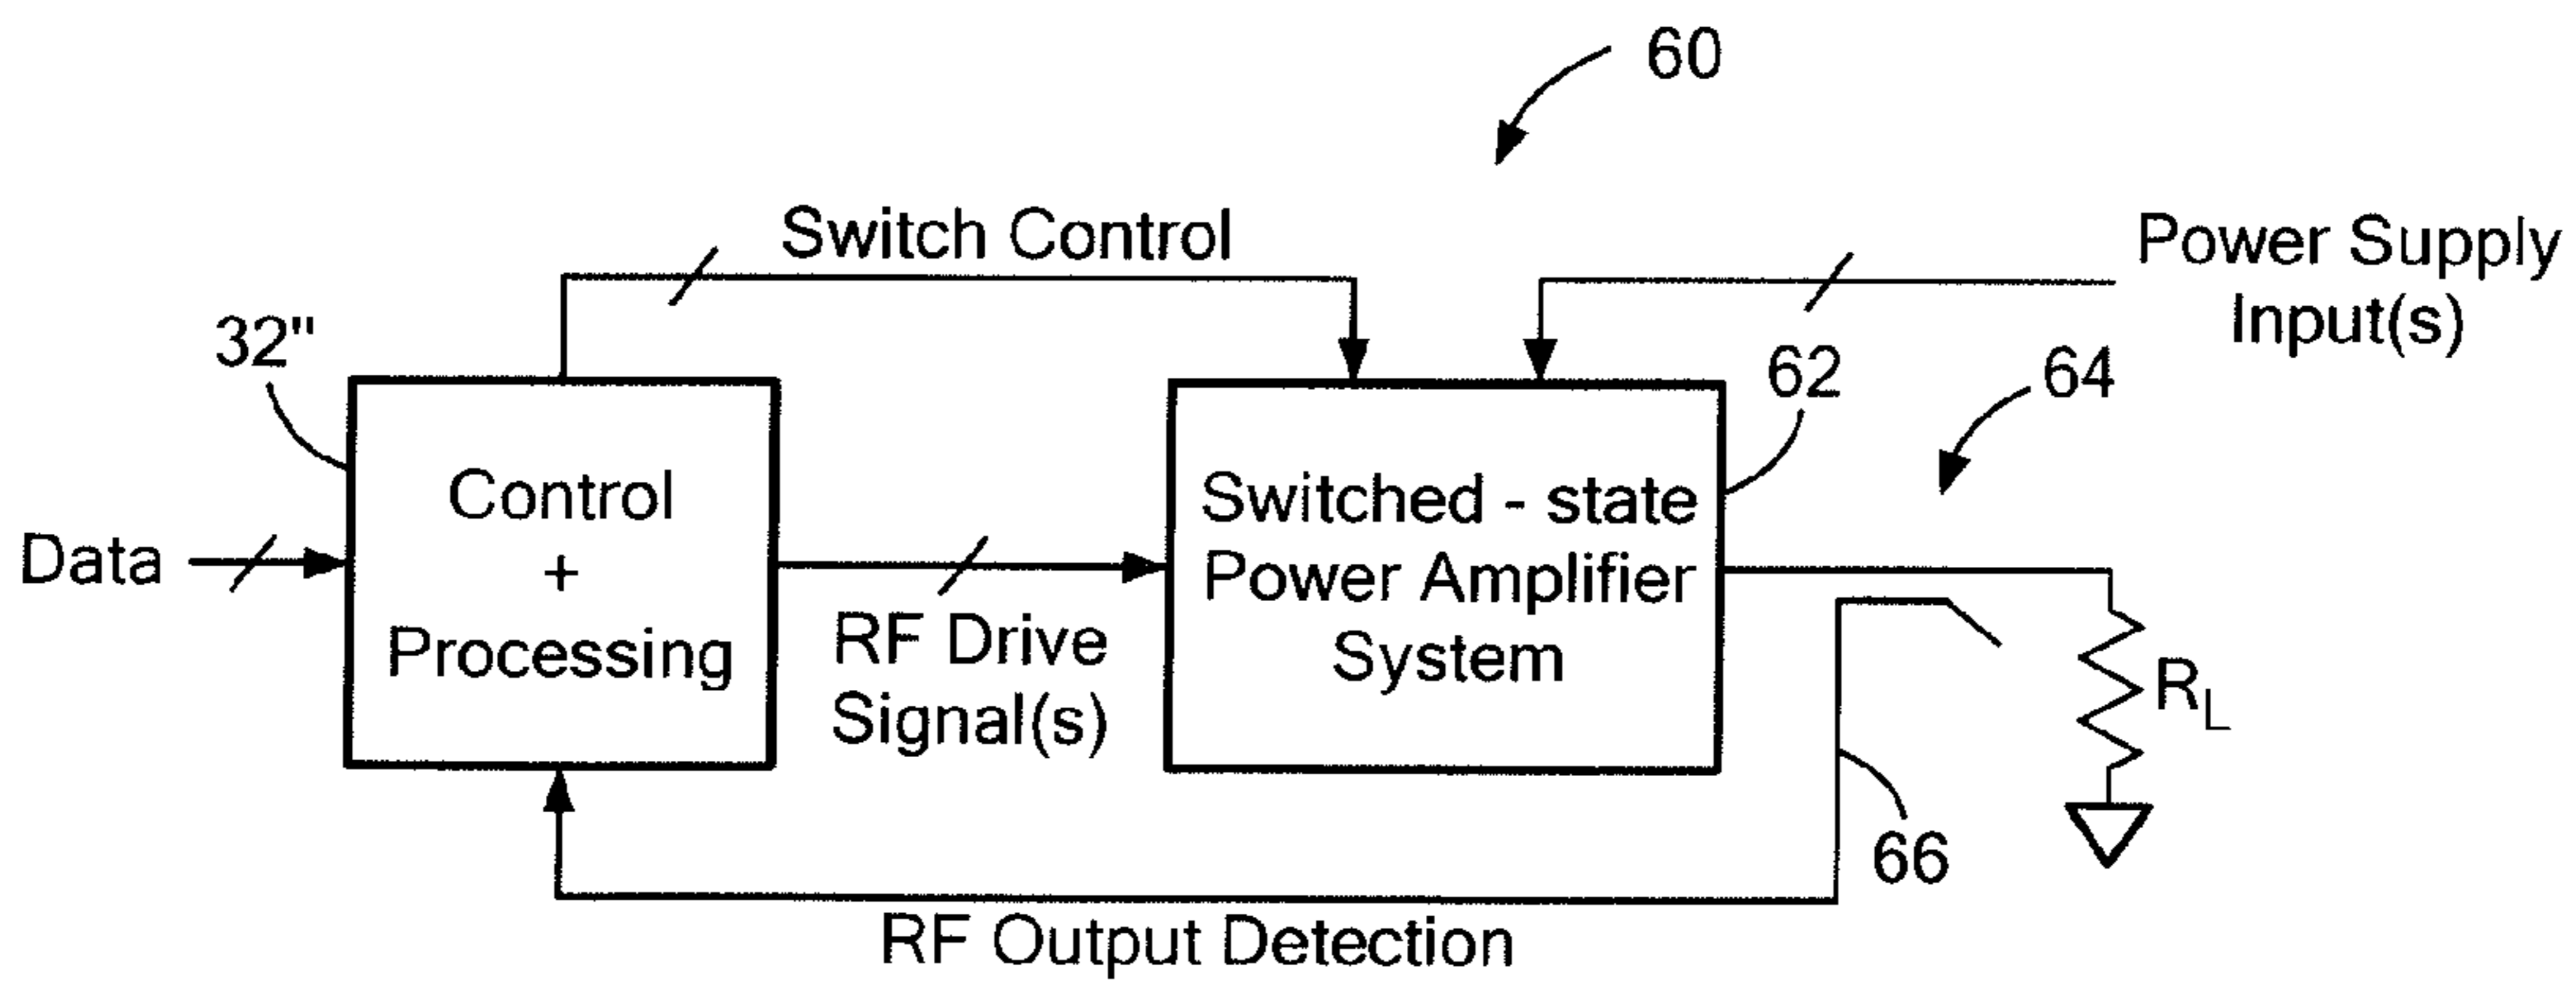 60
Switch Control
Power Supply
Input(s)
32"
62
64
Control
+
Processing
Switched - state
Power Amplifier
System
Data
RF Drive
Signal(s)
RL
66
RF Output Detection